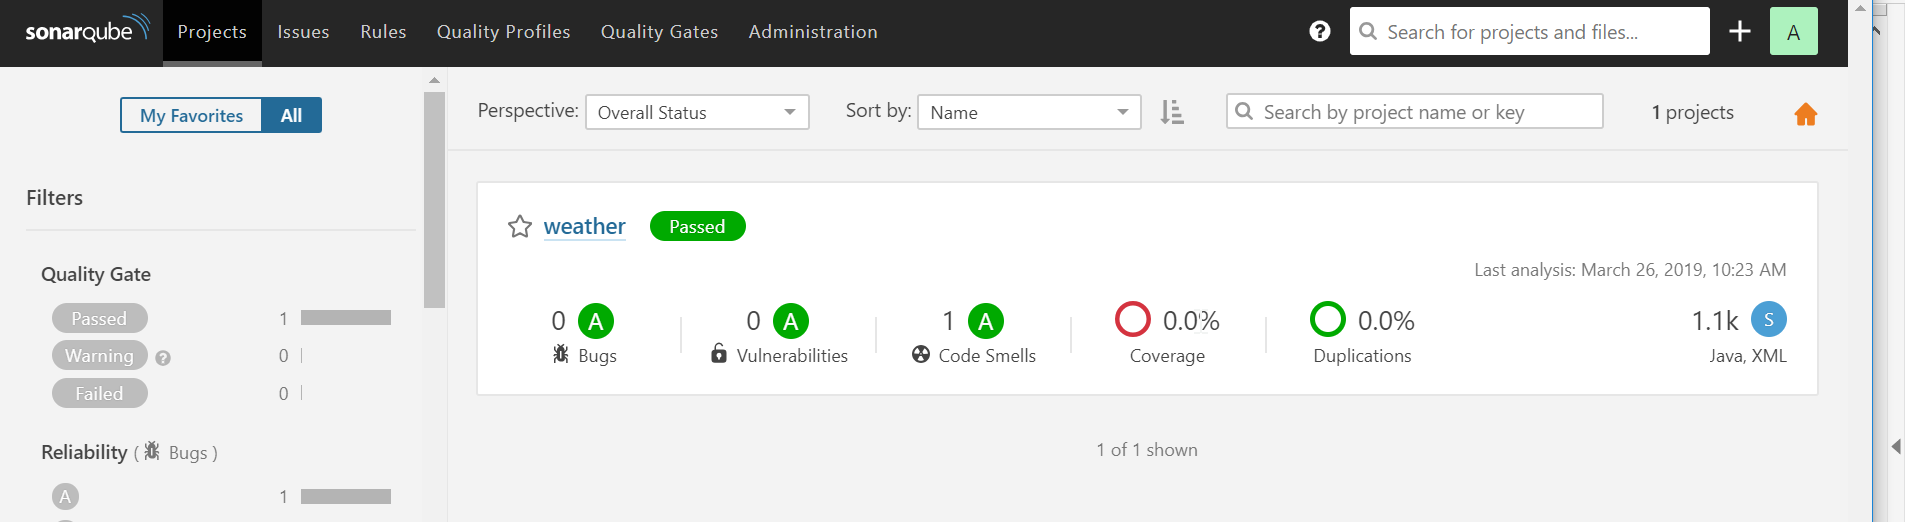 sonarqube Projects Issues Rules Quality Profiles Quality Gates Administration ? Search for projects and files... A
My Favorites All
Perspective: Overall Status Sort by: Name Search by project name or key 1 projects
Filters
weather Passed
Last analysis: March 26, 2019, 10:23 AM
0 A 0 A 1 A 0.0% 0.0% 1.1k S
Bugs Vulnerabilities Code Smells Coverage Duplications Java, XML
1 of 1 shown
Quality Gate
Passed 1
Warning ? 0
Failed 0
Reliability ( Bugs )
A 1